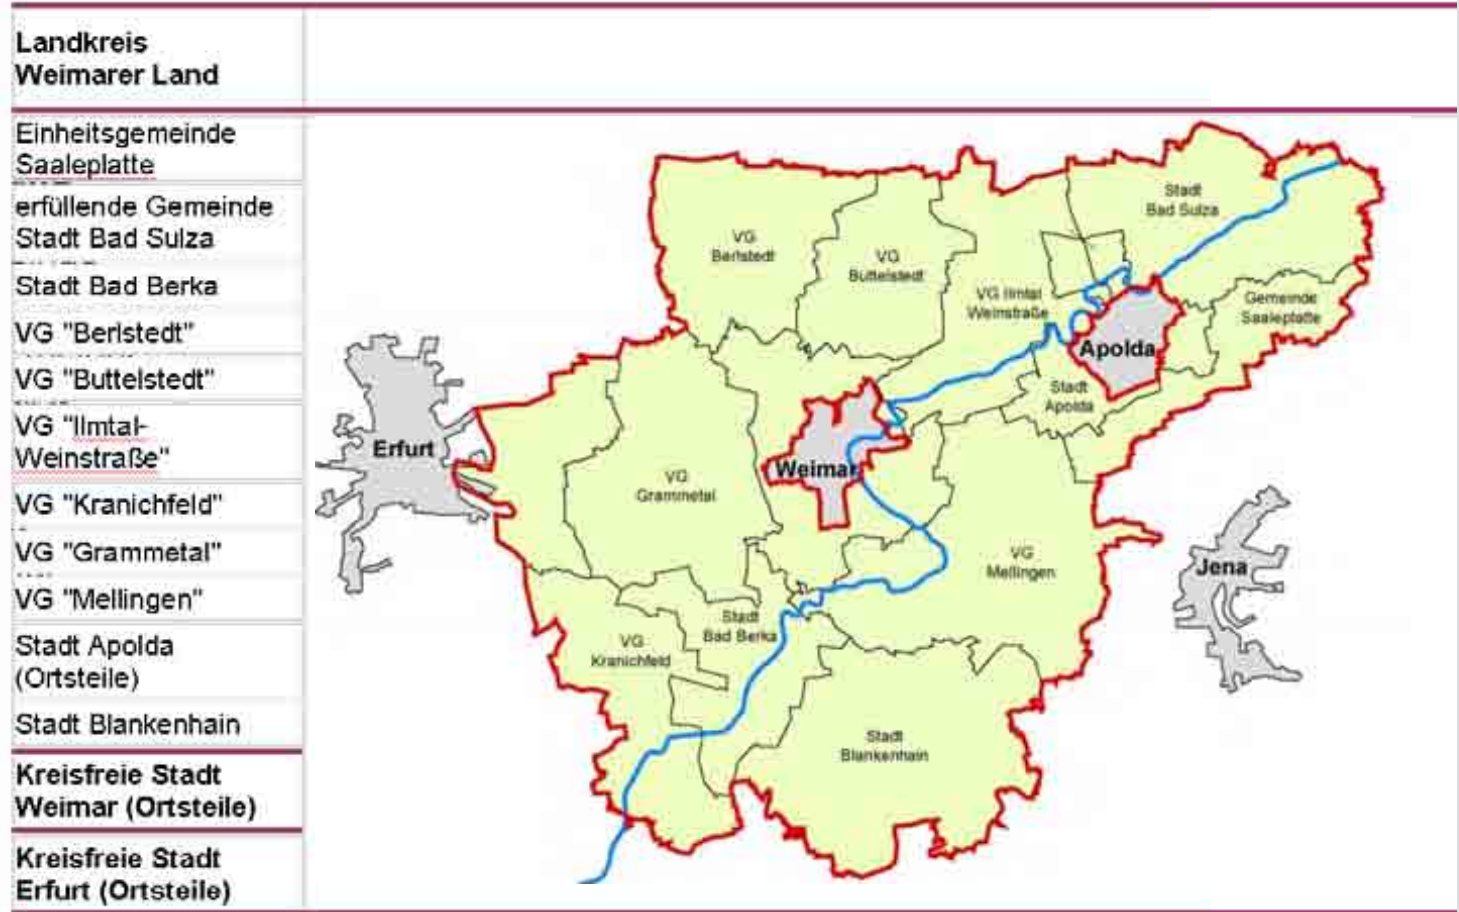 Landkreis
Weimarer Land
Einheitsgemeinde
Saaleplatte
erfüllende Gemeinde
Stadt Bad Sulza
Stadt Bad Berka
VG "Berlstedt"
VG "Buttelstedt"
VG "Ilmtal-
Weinstraße"
VG "Kranichfeld"
VG "Grammetal"
VG "Mellingen"
Stadt Apolda
(Ortsteile)
Stadt Blankenhain
Kreisfreie Stadt
Weimar (Ortsteile)
Kreisfreie Stadt
Erfurt (Ortsteile)
Stadt
Bad Sulza
VG
Berlstedt
VG
Buttelstedt
VG Ilmtal
Weinstraße
Gemeinde
Saaleplatte
Apolda
Stadt
Apolda
Erfurt
Weimar
VG
Grammetal
VG
Mellingen
Jena
Stadt
Bad Berka
VG
Kranichfeld
Stadt
Blankenhain